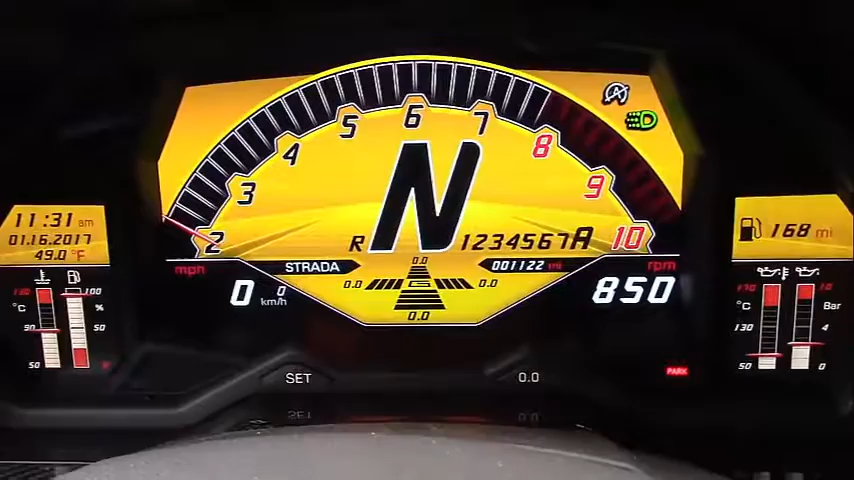 6
5
7
4
8
3
9
2
10
N
R 1234567A
11:31 am
01.16.2017
49.0 °F
168 mi
mph
STRADA
0.0
001122 mi
rpm
0.0
G
0.0
0.0
0
0
km/h
850
110
°C
90
50
100
%
50
R
170
°C
130
50
10
Bar
4
0
SET
0.0
PARK
A
D